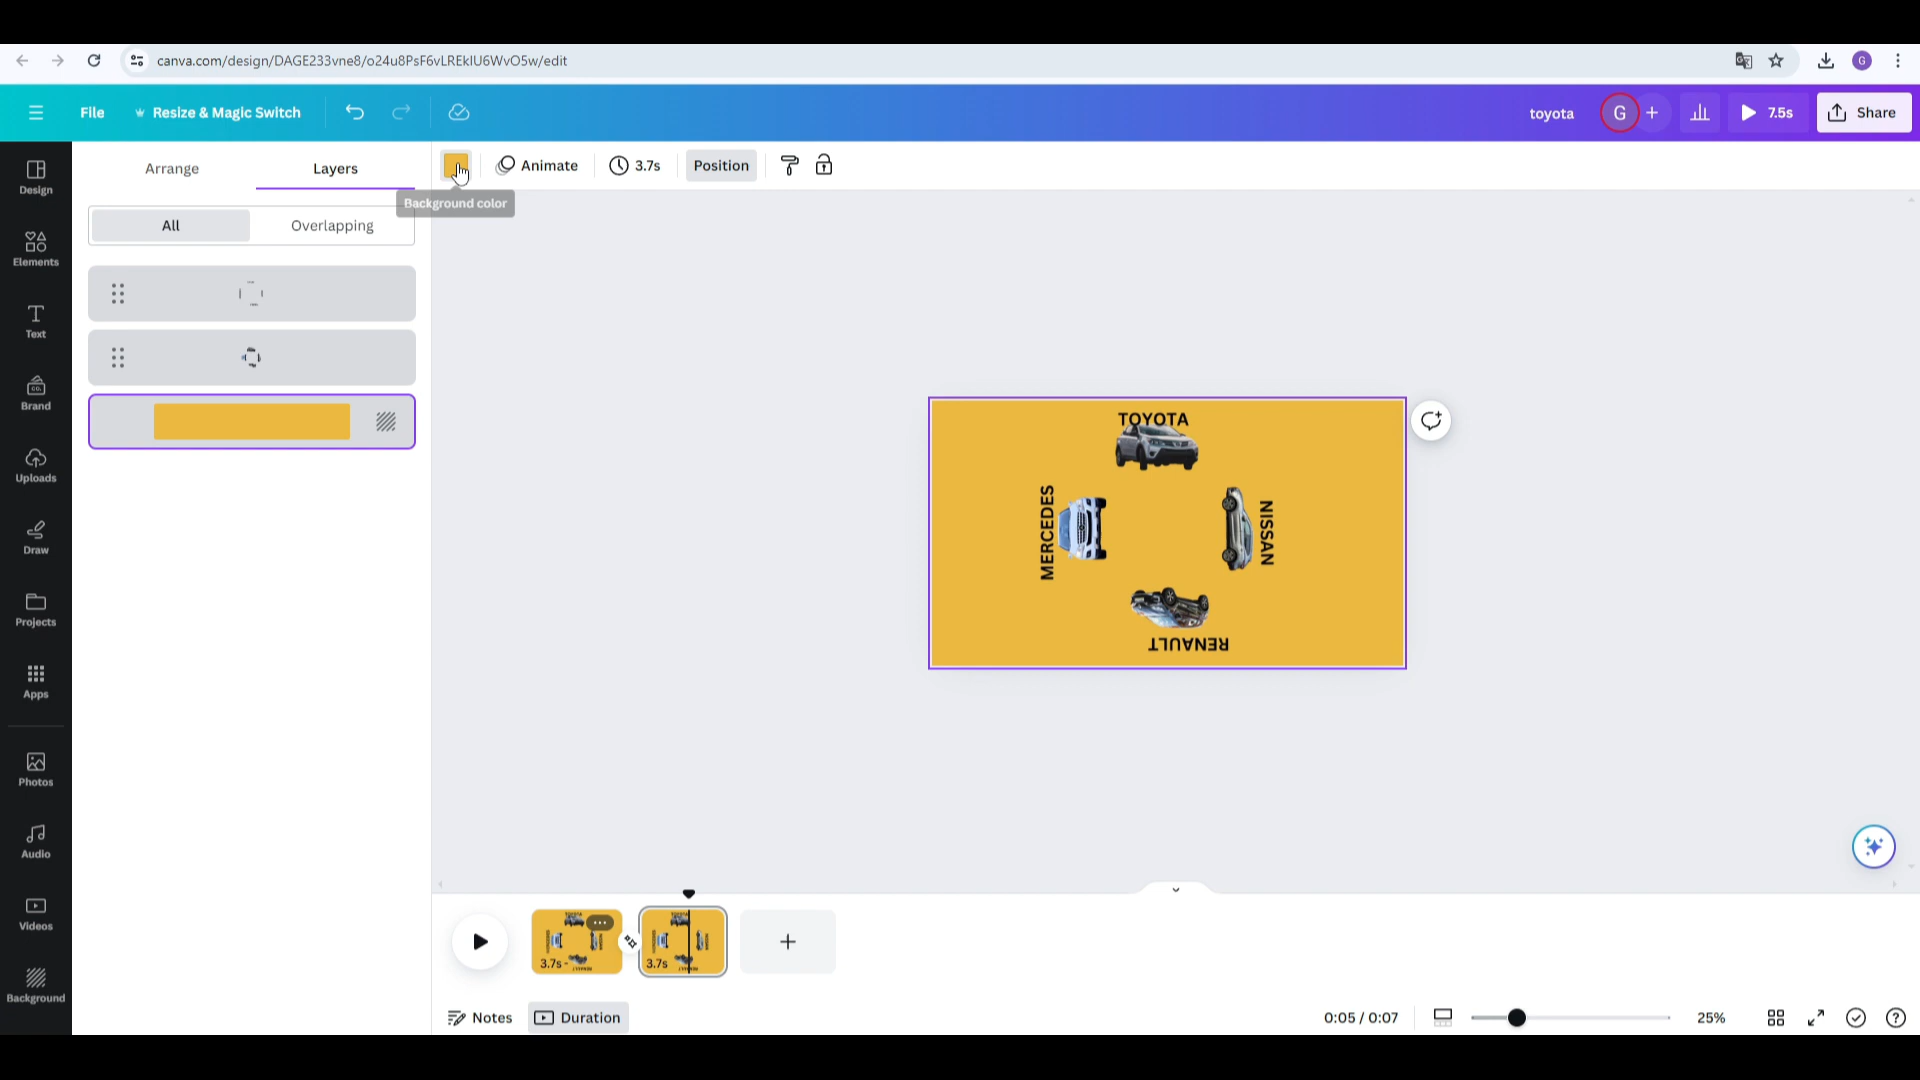 canva.com/design/DAGE233vne8/o24u8PsF6vLREkIU6WvO5w/edit
G
File
Resize & Magic Switch
toyota
G
7.5s
Share
Design
Elements
Text
Brand
Uploads
Draw
Projects
Apps
Photos
Audio
Videos
Background
Arrange
Layers
All
Overlapping
Animate
3.7s
Position
Background color
TOYOTA
MERCEDES
NISSAN
RENAULT
3.7s
3.7s
Notes
Duration
0:05 / 0:07
25%